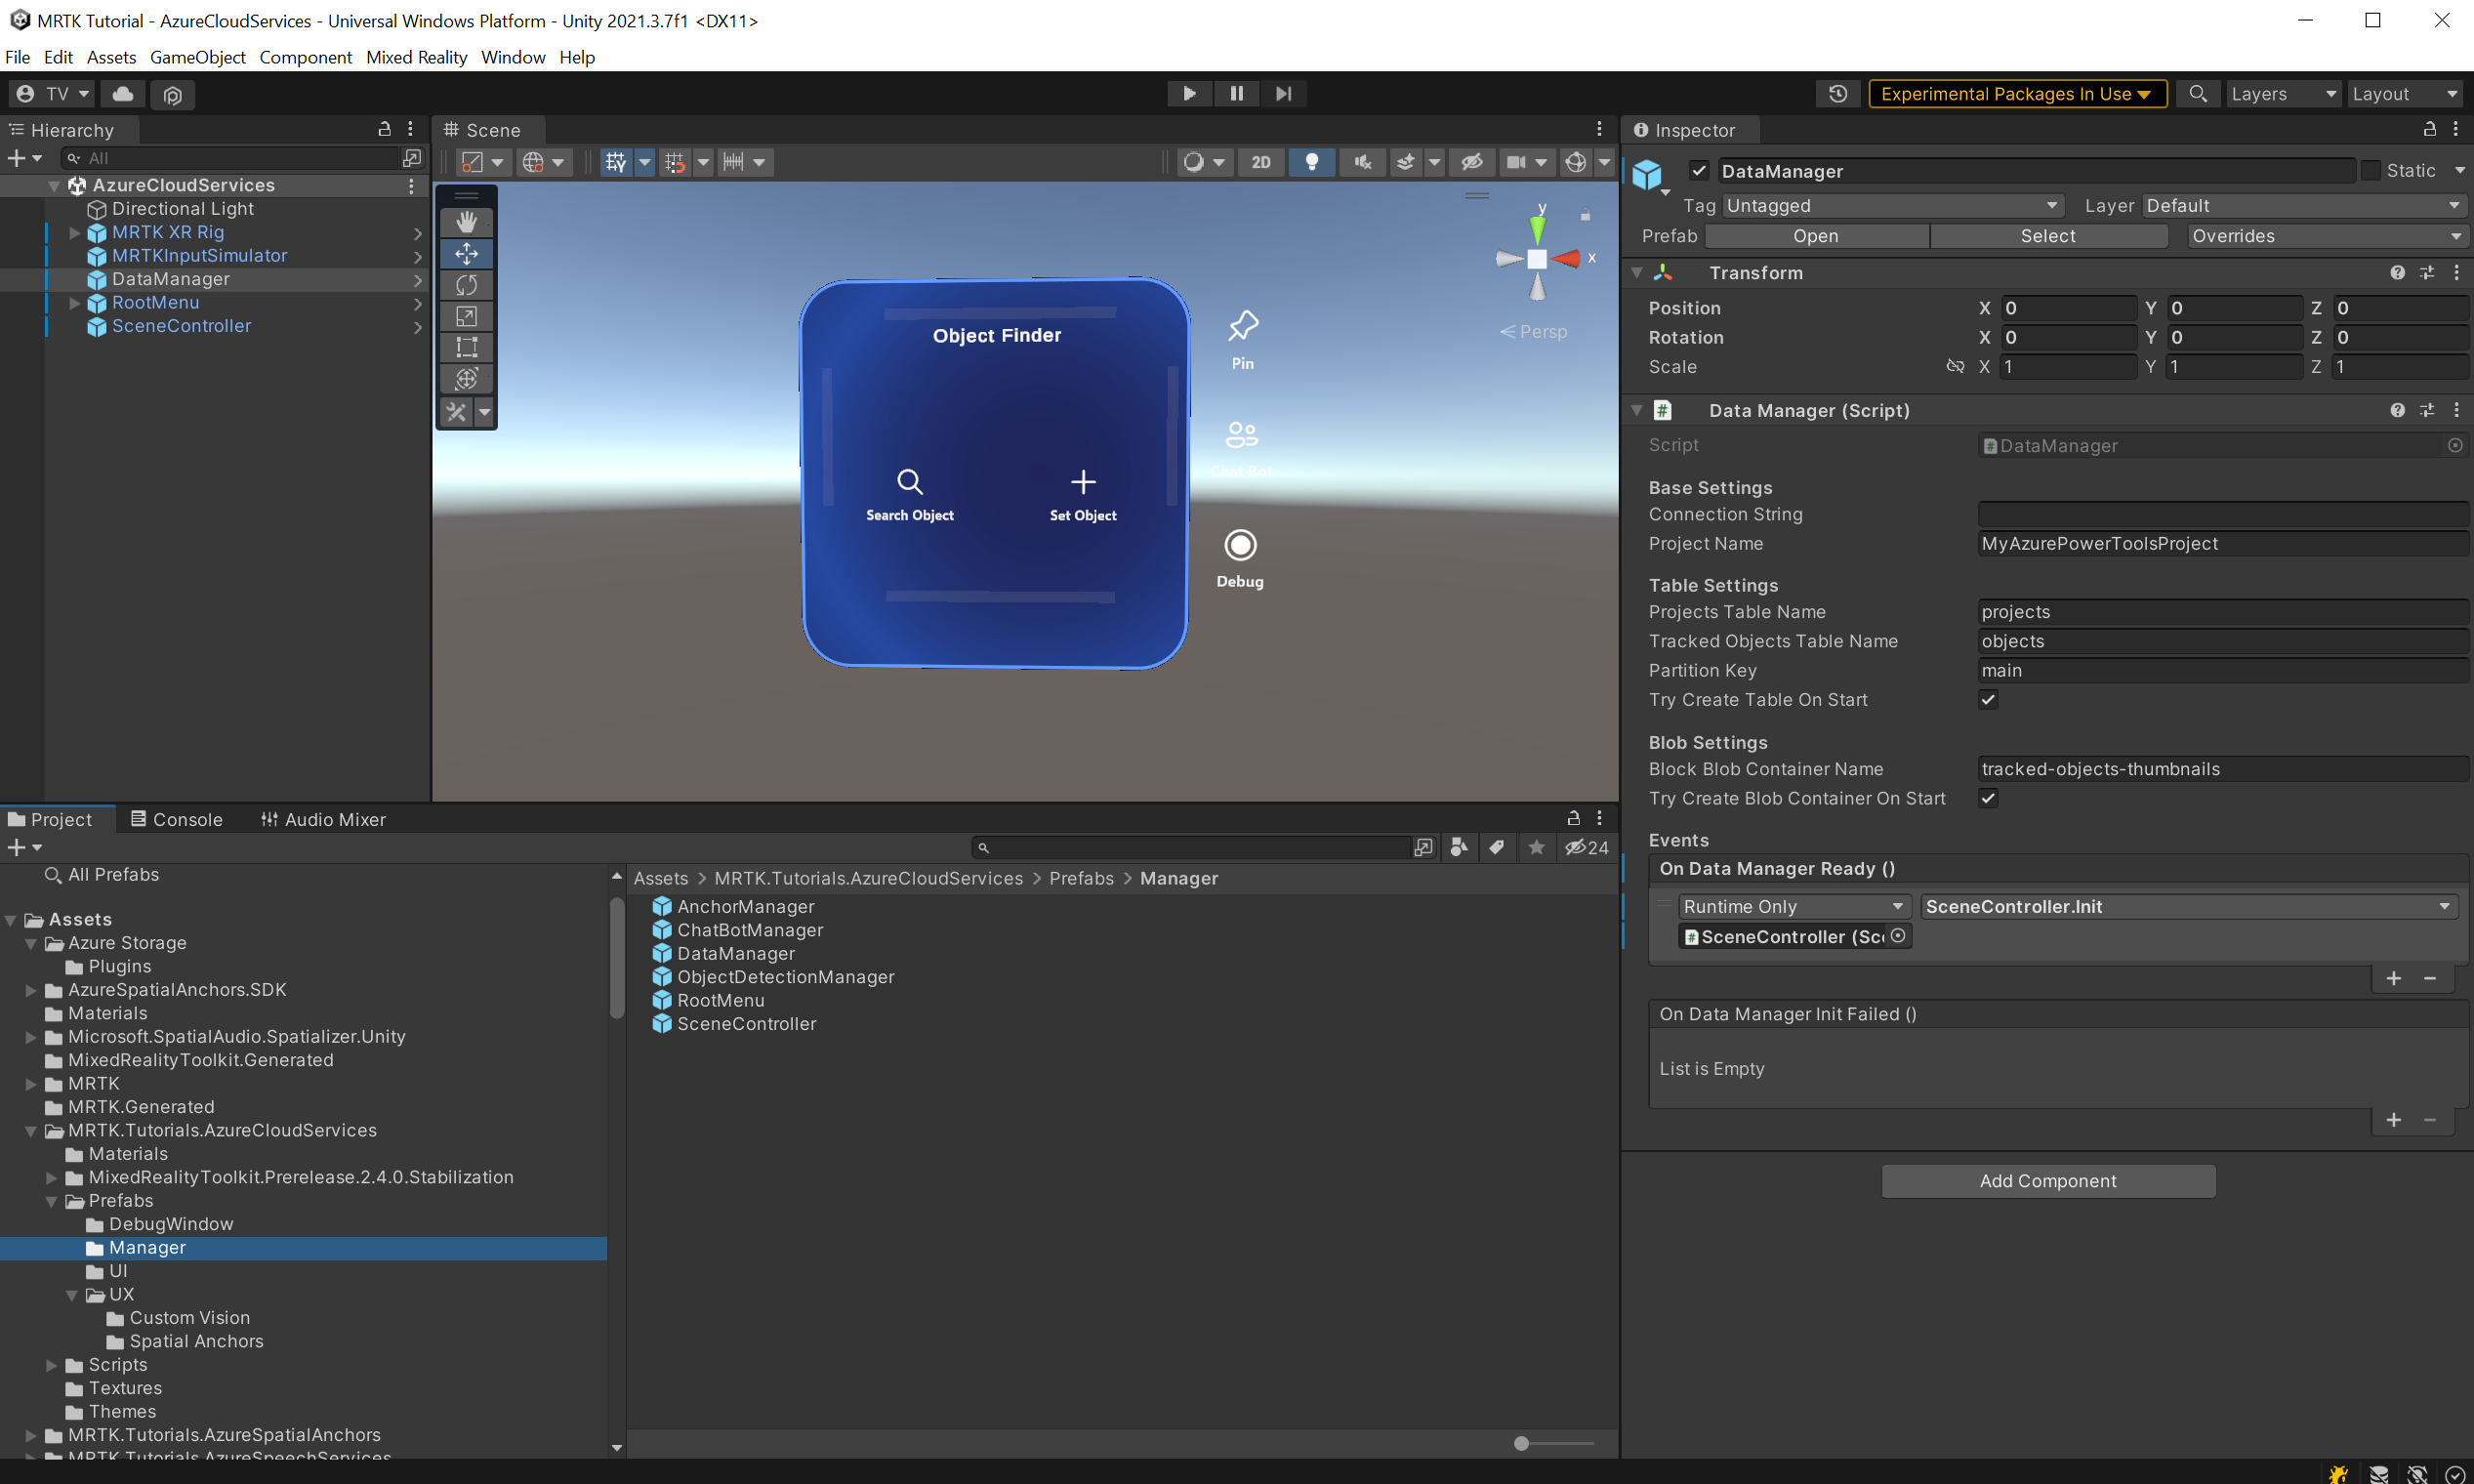 MRTK Tutorial - AzureCloudServices - Universal Windows Platform - Unity 2021.3.7f1 <DX11>
File Edit Assets GameObject Component Mixed Reality Window Help
TV
Experimental Packages In Use
Layers
Layout
Hierarchy
All
AzureCloudServices
Directional Light
MRTK XR Rig
MRTKInputSimulator
DataManager
RootMenu
SceneController
Scene
2D
y
x
Persp
Object Finder
Search Object
Set Object
Pin
Chat Bot
Debug
Inspector
DataManager
Static
Tag Untagged
Layer Default
Prefab Open Select Overrides
Transform
Position X 0 Y 0 Z 0
Rotation X 0 Y 0 Z 0
Scale X 1 Y 1 Z 1
Data Manager (Script)
Script DataManager
Base Settings
Connection String
Project Name MyAzurePowerToolsProject
Table Settings
Projects Table Name projects
Tracked Objects Table Name objects
Partition Key main
Try Create Table On Start
Blob Settings
Block Blob Container Name tracked-objects-thumbnails
Try Create Blob Container On Start
Events
On Data Manager Ready ()
Runtime Only SceneController.Init
SceneController (Sc
On Data Manager Init Failed ()
List is Empty
Add Component
Project Console Audio Mixer
24
All Prefabs
Assets
Azure Storage
Plugins
AzureSpatialAnchors.SDK
Materials
Microsoft.SpatialAudio.Spatializer.Unity
MixedRealityToolkit.Generated
MRTK
MRTK.Generated
MRTK.Tutorials.AzureCloudServices
Materials
MixedRealityToolkit.Prerelease.2.4.0.Stabilization
Prefabs
DebugWindow
Manager
UI
UX
Custom Vision
Spatial Anchors
Scripts
Textures
Themes
MRTK.Tutorials.AzureSpatialAnchors
MRTK.Tutorials.AzureSpeechServices
Assets > MRTK.Tutorials.AzureCloudServices > Prefabs > Manager
AnchorManager
ChatBotManager
DataManager
ObjectDetectionManager
RootMenu
SceneController